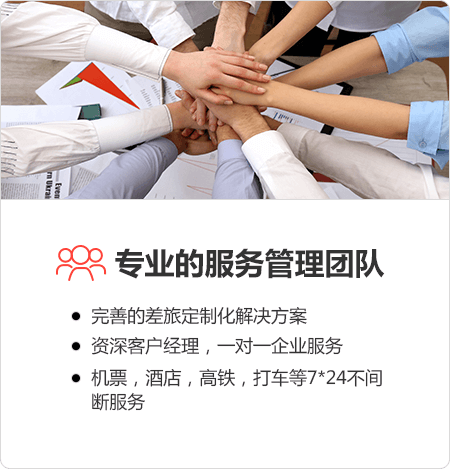 专业的服务管理团队
完善的差旅定制化解决方案
资深客户经理，一对一企业服务
机票，酒店，高铁，打车等7*24不间
断服务